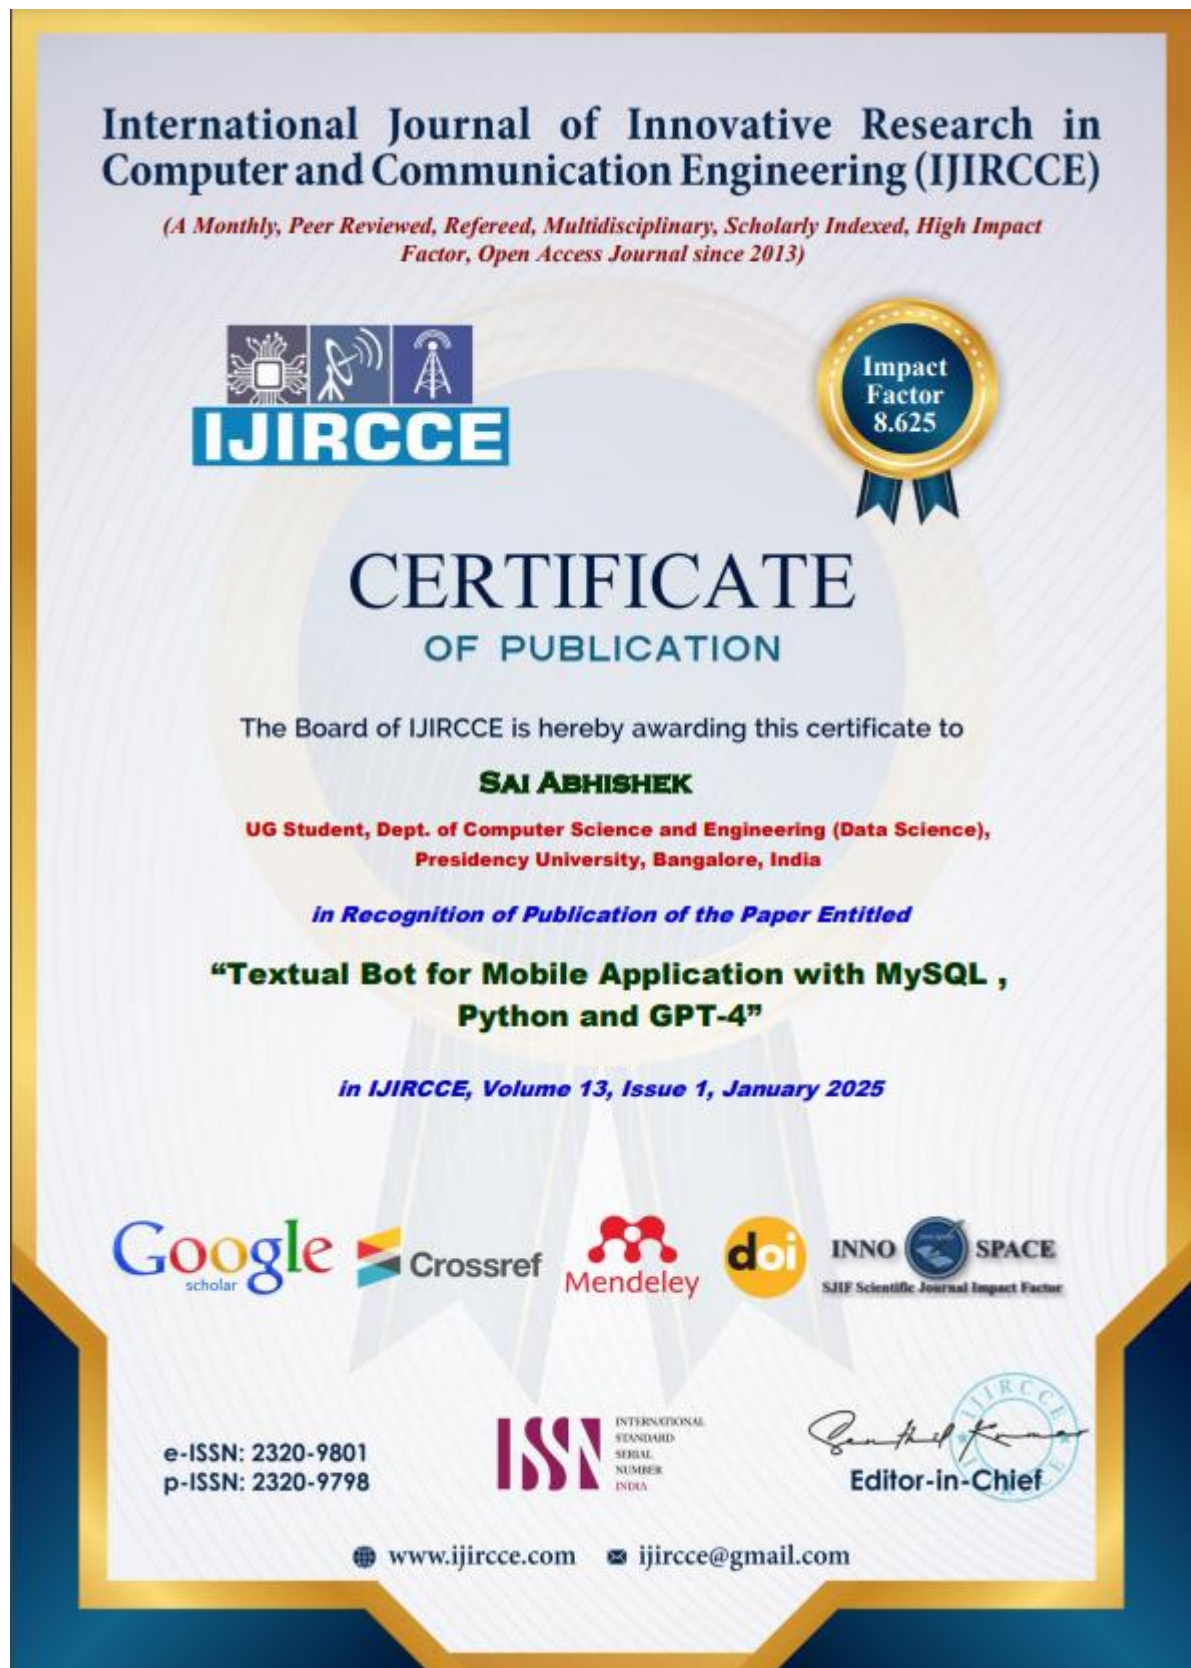 International Journal of Innovative Research in
Computer and Communication Engineering (IJIRCCE)
(A Monthly, Peer Reviewed, Refereed, Multidisciplinary, Scholarly Indexed, High Impact
Factor, Open Access Journal since 2013)
IJIRCCE
Impact
Factor
8.625
CERTIFICATE
OF PUBLICATION
The Board of IJIRCCE is hereby awarding this certificate to
SAI ABHISHEK
UG Student, Dept. of Computer Science and Engineering (Data Science),
Presidency University, Bangalore, India
in Recognition of Publication of the Paper Entitled
“Textual Bot for Mobile Application with MySQL ,
Python and GPT-4”
in IJIRCCE, Volume 13, Issue 1, January 2025
Google
scholar
Crossref
Mendeley
doi
INNO SPACE
SJIF Scientific Journal Impact Factor
e-ISSN: 2320-9801
p-ISSN: 2320-9798
ISSN
INTERNATIONAL
STANDARD
SERIAL
NUMBER
INDIA
IJIRCCE
Senthil Kumar
Editor-in-Chief
www.ijircce.com ijircce@gmail.com